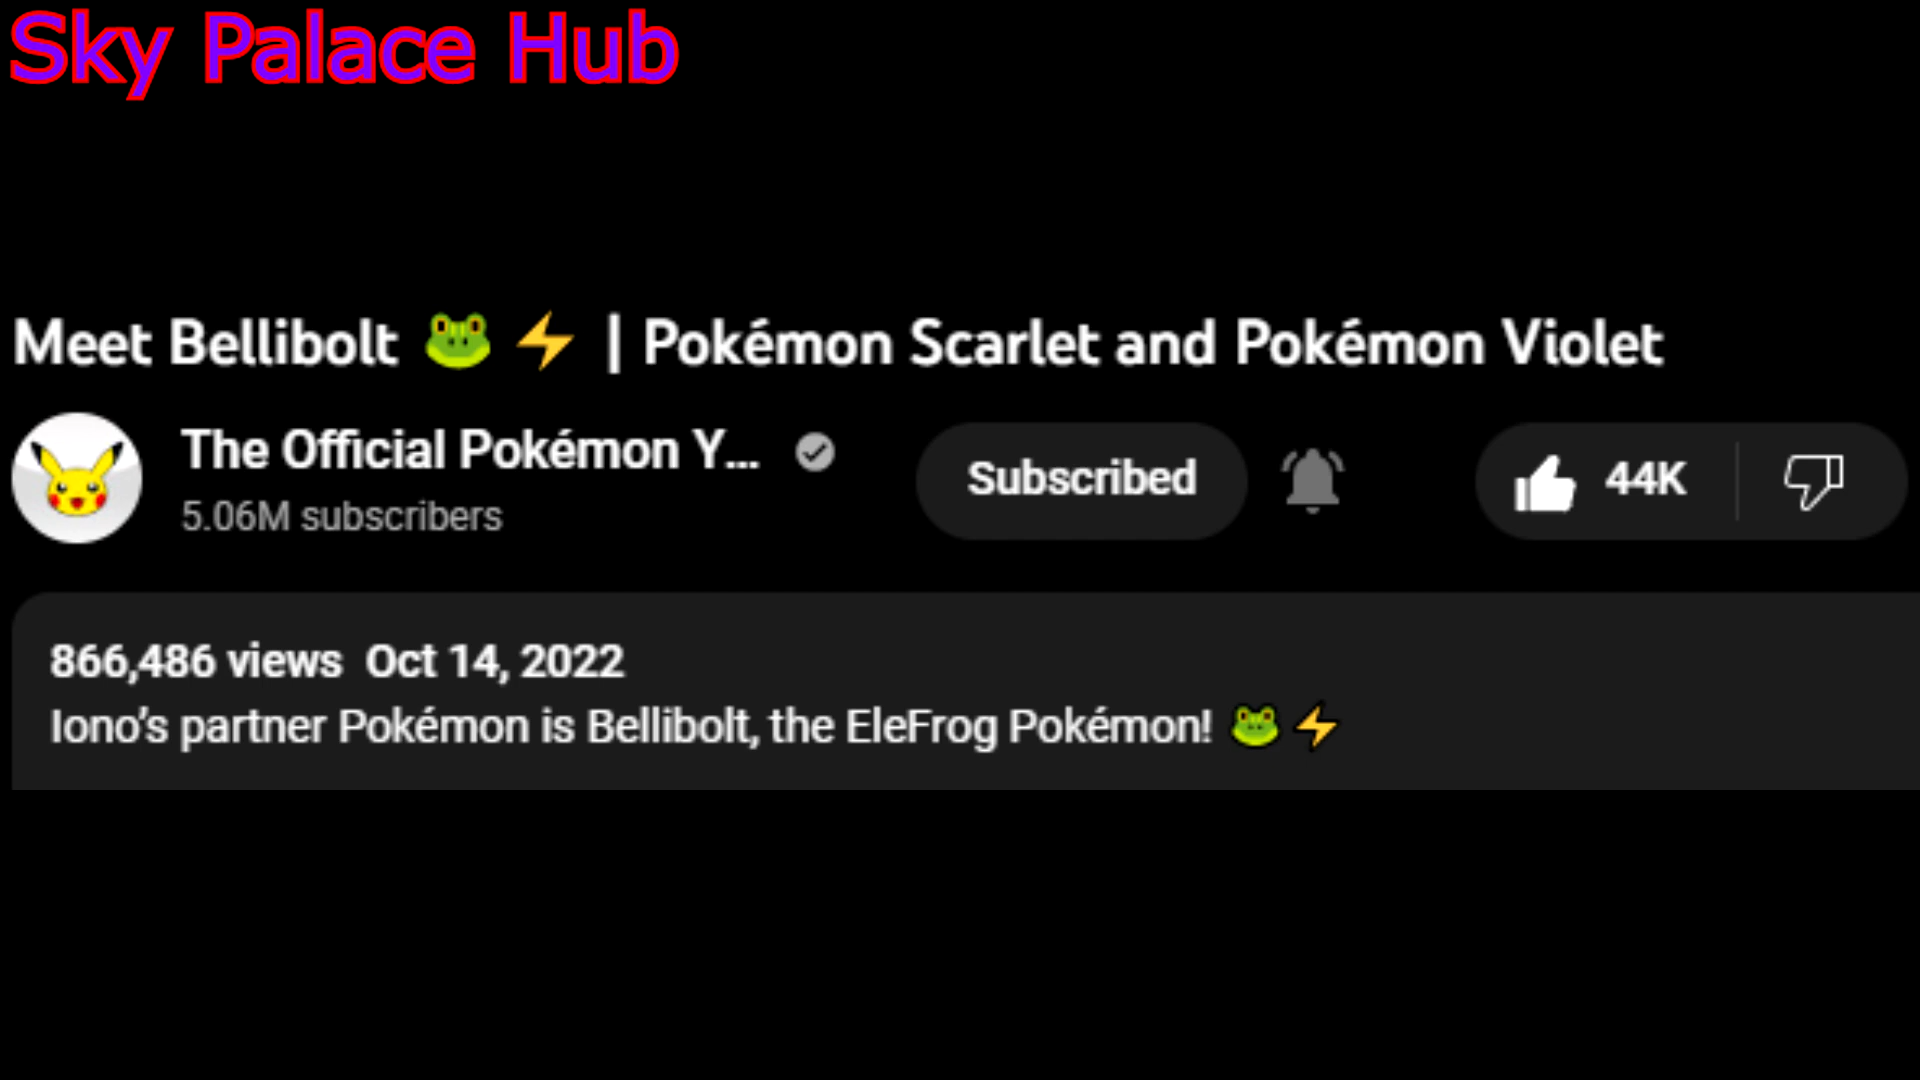 Sky Palace Hub
Meet Bellibolt 🐸⚡ | Pokémon Scarlet and Pokémon Violet
The Official Pokémon Y...
5.06M subscribers
Subscribed
44K
866,486 views Oct 14, 2022
Iono's partner Pokémon is Bellibolt, the EleFrog Pokémon! 🐸⚡